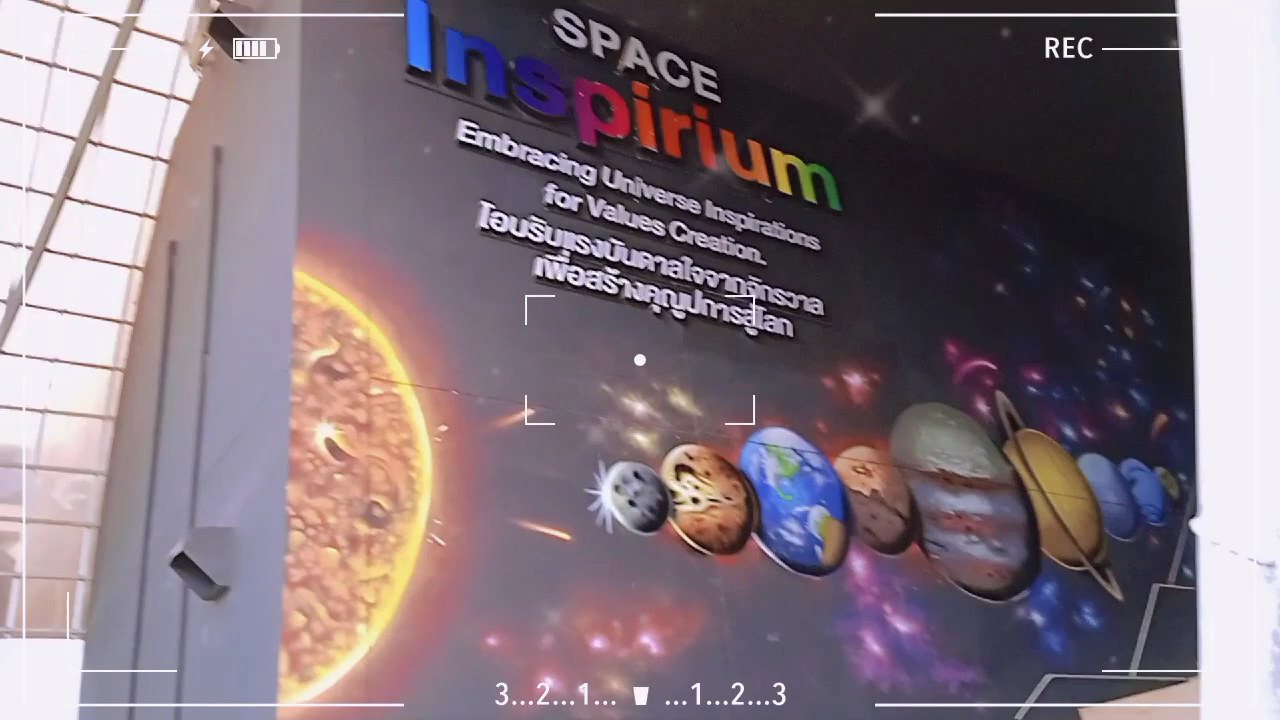 REC
SPACE
Inspirium
Embracing Universe Inspirations
for Values Creation.
โอบรับแรงบันดาลใจจากจักรวาล
เพื่อสร้างคุณูปการสู่โลก
3...2...1... ...1...2...3